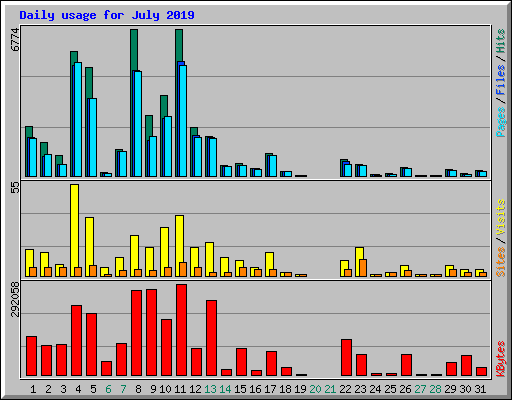 Daily usage for July 2019
6774
Pages / Files / Hits
55
Sites / Visits
292058
KBytes
1 2 3 4 5 6 7 8 9 10 11 12 13 14 15 16 17 18 19 20 21 22 23 24 25 26 27 28 29 30 31